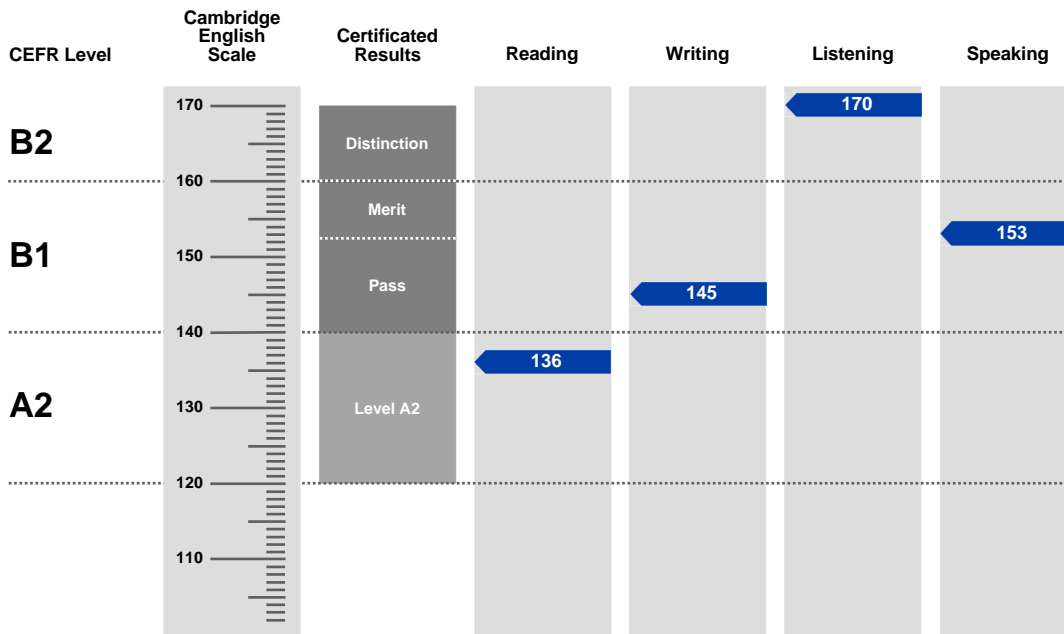 CEFR Level
Cambridge
English
Scale
Certificated
Results
Reading
Writing
Listening
Speaking
170
170
B2
Distinction
160
Merit
153
B1
150
Pass
145
140
136
A2
130
Level A2
120
110